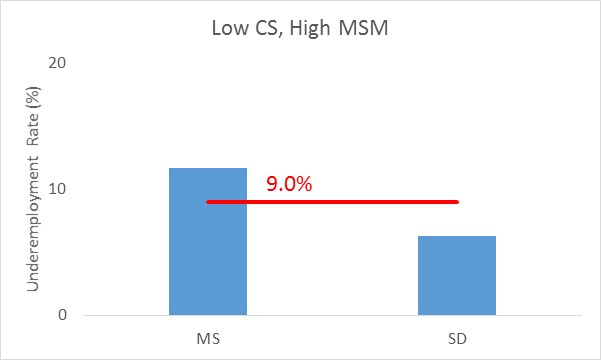 Low CS, High MSM
Underemployment Rate (%)
20
10
0
9.0%
MS
SD